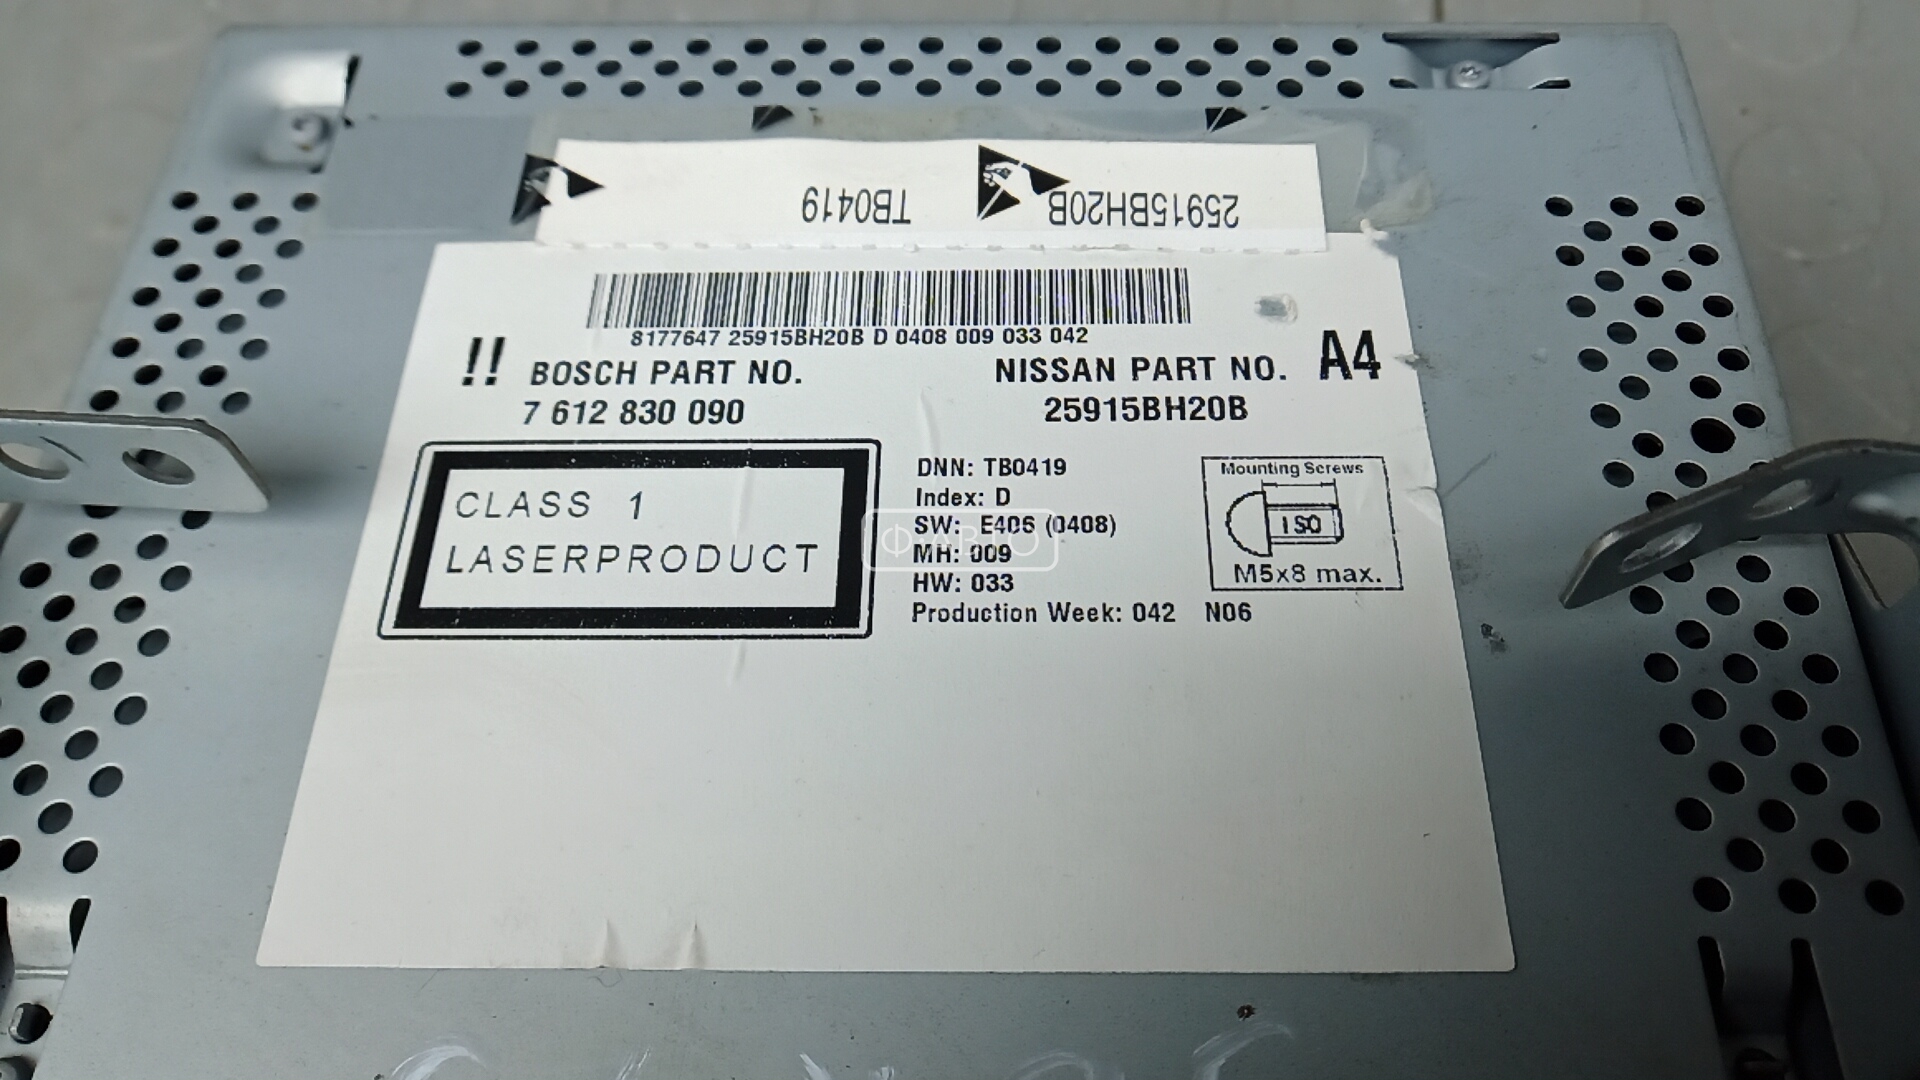 TB0419 25915BH20B
8177647 25915BH20B D 0408 009 033 042
!! BOSCH PART NO. NISSAN PART NO. A4
7 612 830 090 25915BH20B
CLASS 1
LASERPRODUCT
DNN: TB0419
Index: D
SW: E406 (0408)
MH: 009
HW: 033
Production Week: 042 N06
Mounting Screws
ISO
M5x8 max.
ФАВТО